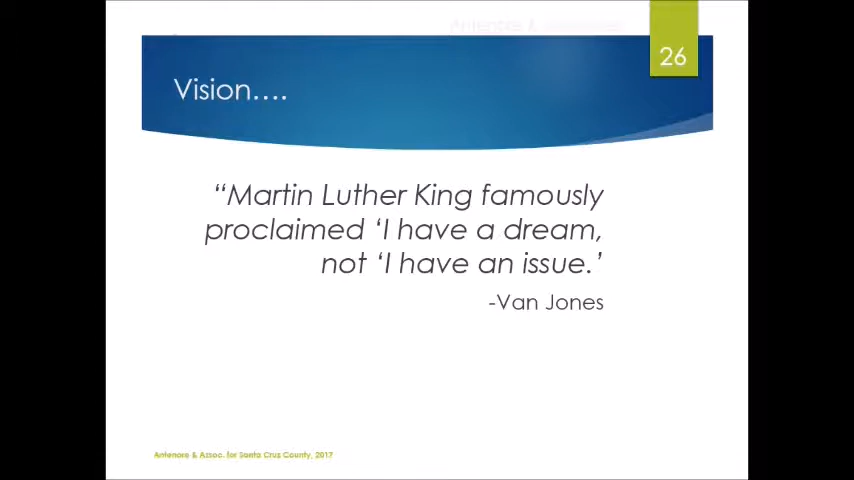 26
Vision....
“Martin Luther King famously
proclaimed ‘I have a dream,
not ‘I have an issue.’
-Van Jones
Antenore & Assoc. for Santa Cruz County, 2017